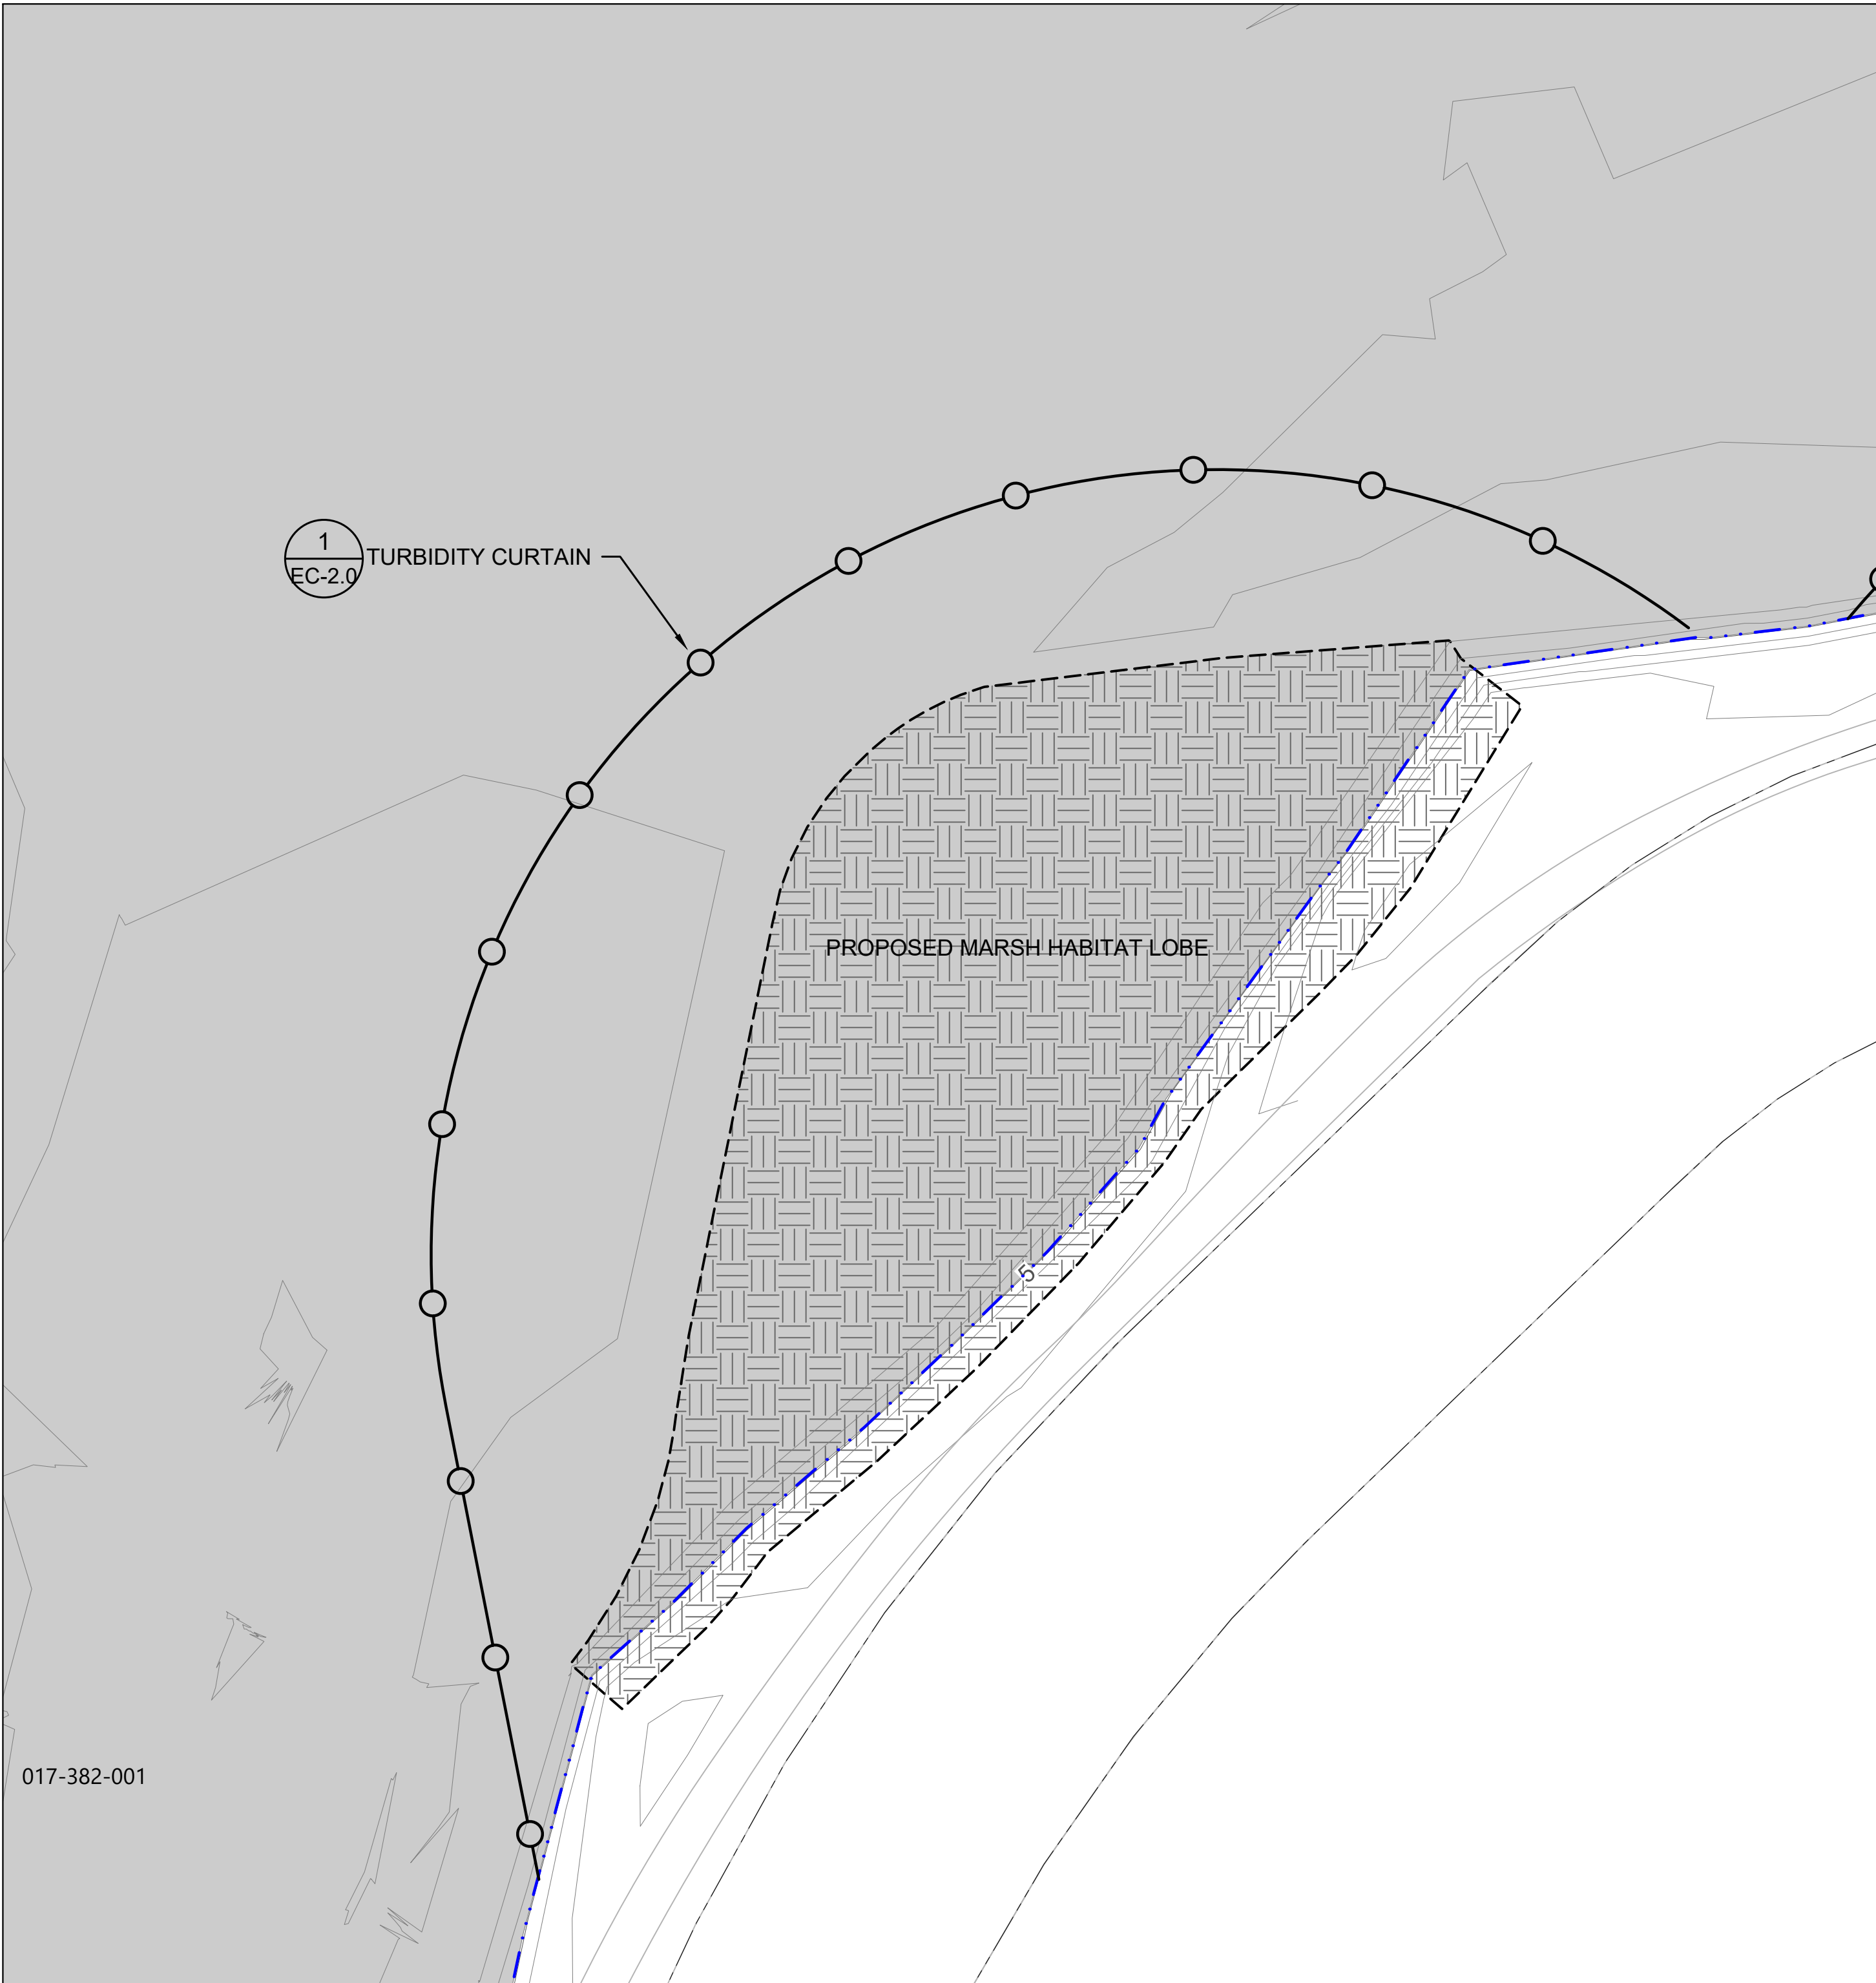 1
EC-2.0
TURBIDITY CURTAIN
PROPOSED MARSH HABITAT LOBE
5
017-382-001